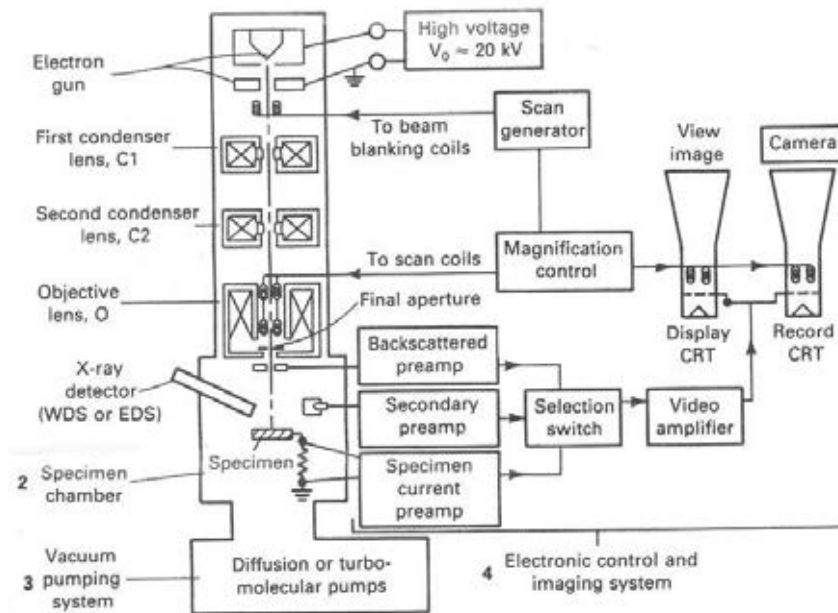 High voltage
V₀ ≈ 20 kV
Electron
gun
Scan
generator
To beam
blanking coils
View
image
Camera
First condenser
lens, C1
Second condenser
lens, C2
To scan coils
Magnification
control
Objective
lens, O
Final aperture
Display
CRT
Record
CRT
Backscattered
preamp
X-ray
detector
(WDS or EDS)
Secondary
preamp
Selection
switch
Video
amplifier
Specimen
2 Specimen
chamber
Specimen
current
preamp
3 Vacuum
pumping
system
Diffusion or turbo-
molecular pumps
4 Electronic control and
imaging system